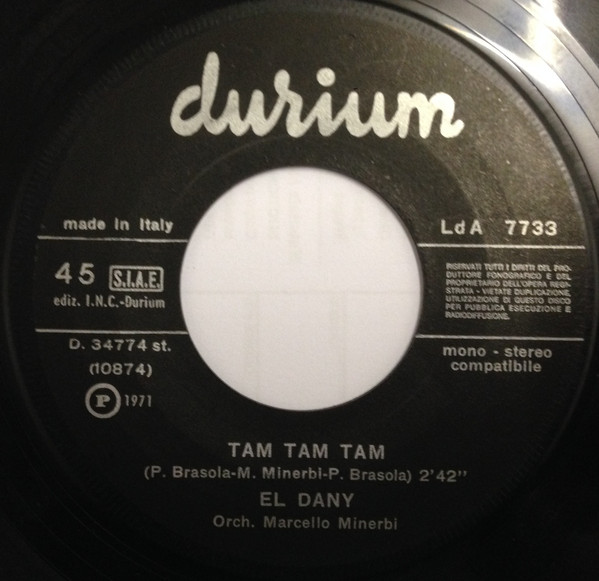 durium
made in Italy
LdA 7733
45 S.I.A.E.
ediz. I.N.C.-Durium
RISERVATI TUTTI I DIRITTI DEL PRO-
DUTTORE FONOGRAFICO E DEL
PROPRIETARIO DELL'OPERA REGI-
STRATA - VIETATE DUPLICAZIONE,
UTILIZZAZIONE DI QUESTO DISCO
PER PUBBLICA ESECUZIONE E
RADIODIFFUSIONE.
D. 34774 st.
(10874)
P 1971
mono - stereo
compatibile
TAM TAM TAM
(P. Brasola-M. Minerbi-P. Brasola) 2'42"
EL DANY
Orch. Marcello Minerbi